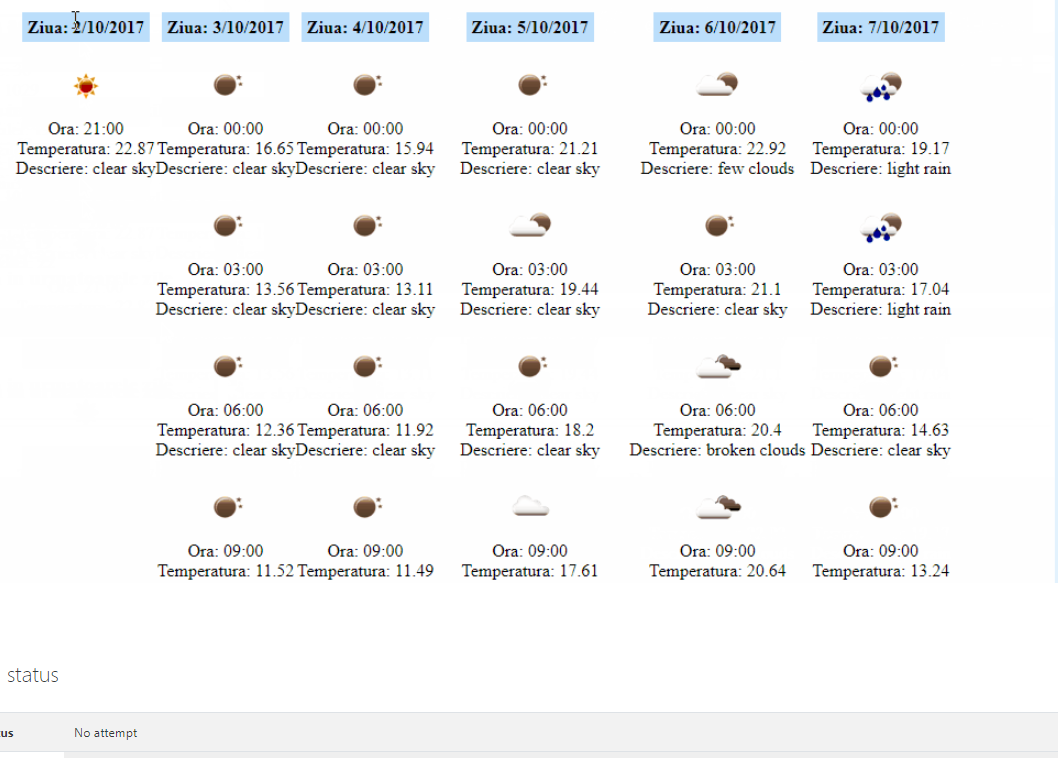 Ziua: 2/10/2017 Ziua: 3/10/2017 Ziua: 4/10/2017 Ziua: 5/10/2017 Ziua: 6/10/2017 Ziua: 7/10/2017
Ora: 21:00 Ora: 00:00 Ora: 00:00 Ora: 00:00 Ora: 00:00 Ora: 00:00
Temperatura: 22.87 Temperatura: 16.65 Temperatura: 15.94 Temperatura: 21.21 Temperatura: 22.92 Temperatura: 19.17
Descriere: clear sky Descriere: clear sky Descriere: clear sky Descriere: clear sky Descriere: few clouds Descriere: light rain
Ora: 03:00 Ora: 03:00 Ora: 03:00 Ora: 03:00 Ora: 03:00
Temperatura: 13.56 Temperatura: 13.11 Temperatura: 19.44 Temperatura: 21.1 Temperatura: 17.04
Descriere: clear sky Descriere: clear sky Descriere: clear sky Descriere: clear sky Descriere: light rain
Ora: 06:00 Ora: 06:00 Ora: 06:00 Ora: 06:00 Ora: 06:00
Temperatura: 12.36 Temperatura: 11.92 Temperatura: 18.2 Temperatura: 20.4 Temperatura: 14.63
Descriere: clear sky Descriere: clear sky Descriere: clear sky Descriere: broken clouds Descriere: clear sky
Ora: 09:00 Ora: 09:00 Ora: 09:00 Ora: 09:00 Ora: 09:00
Temperatura: 11.52 Temperatura: 11.49 Temperatura: 17.61 Temperatura: 20.64 Temperatura: 13.24
status
tus No attempt